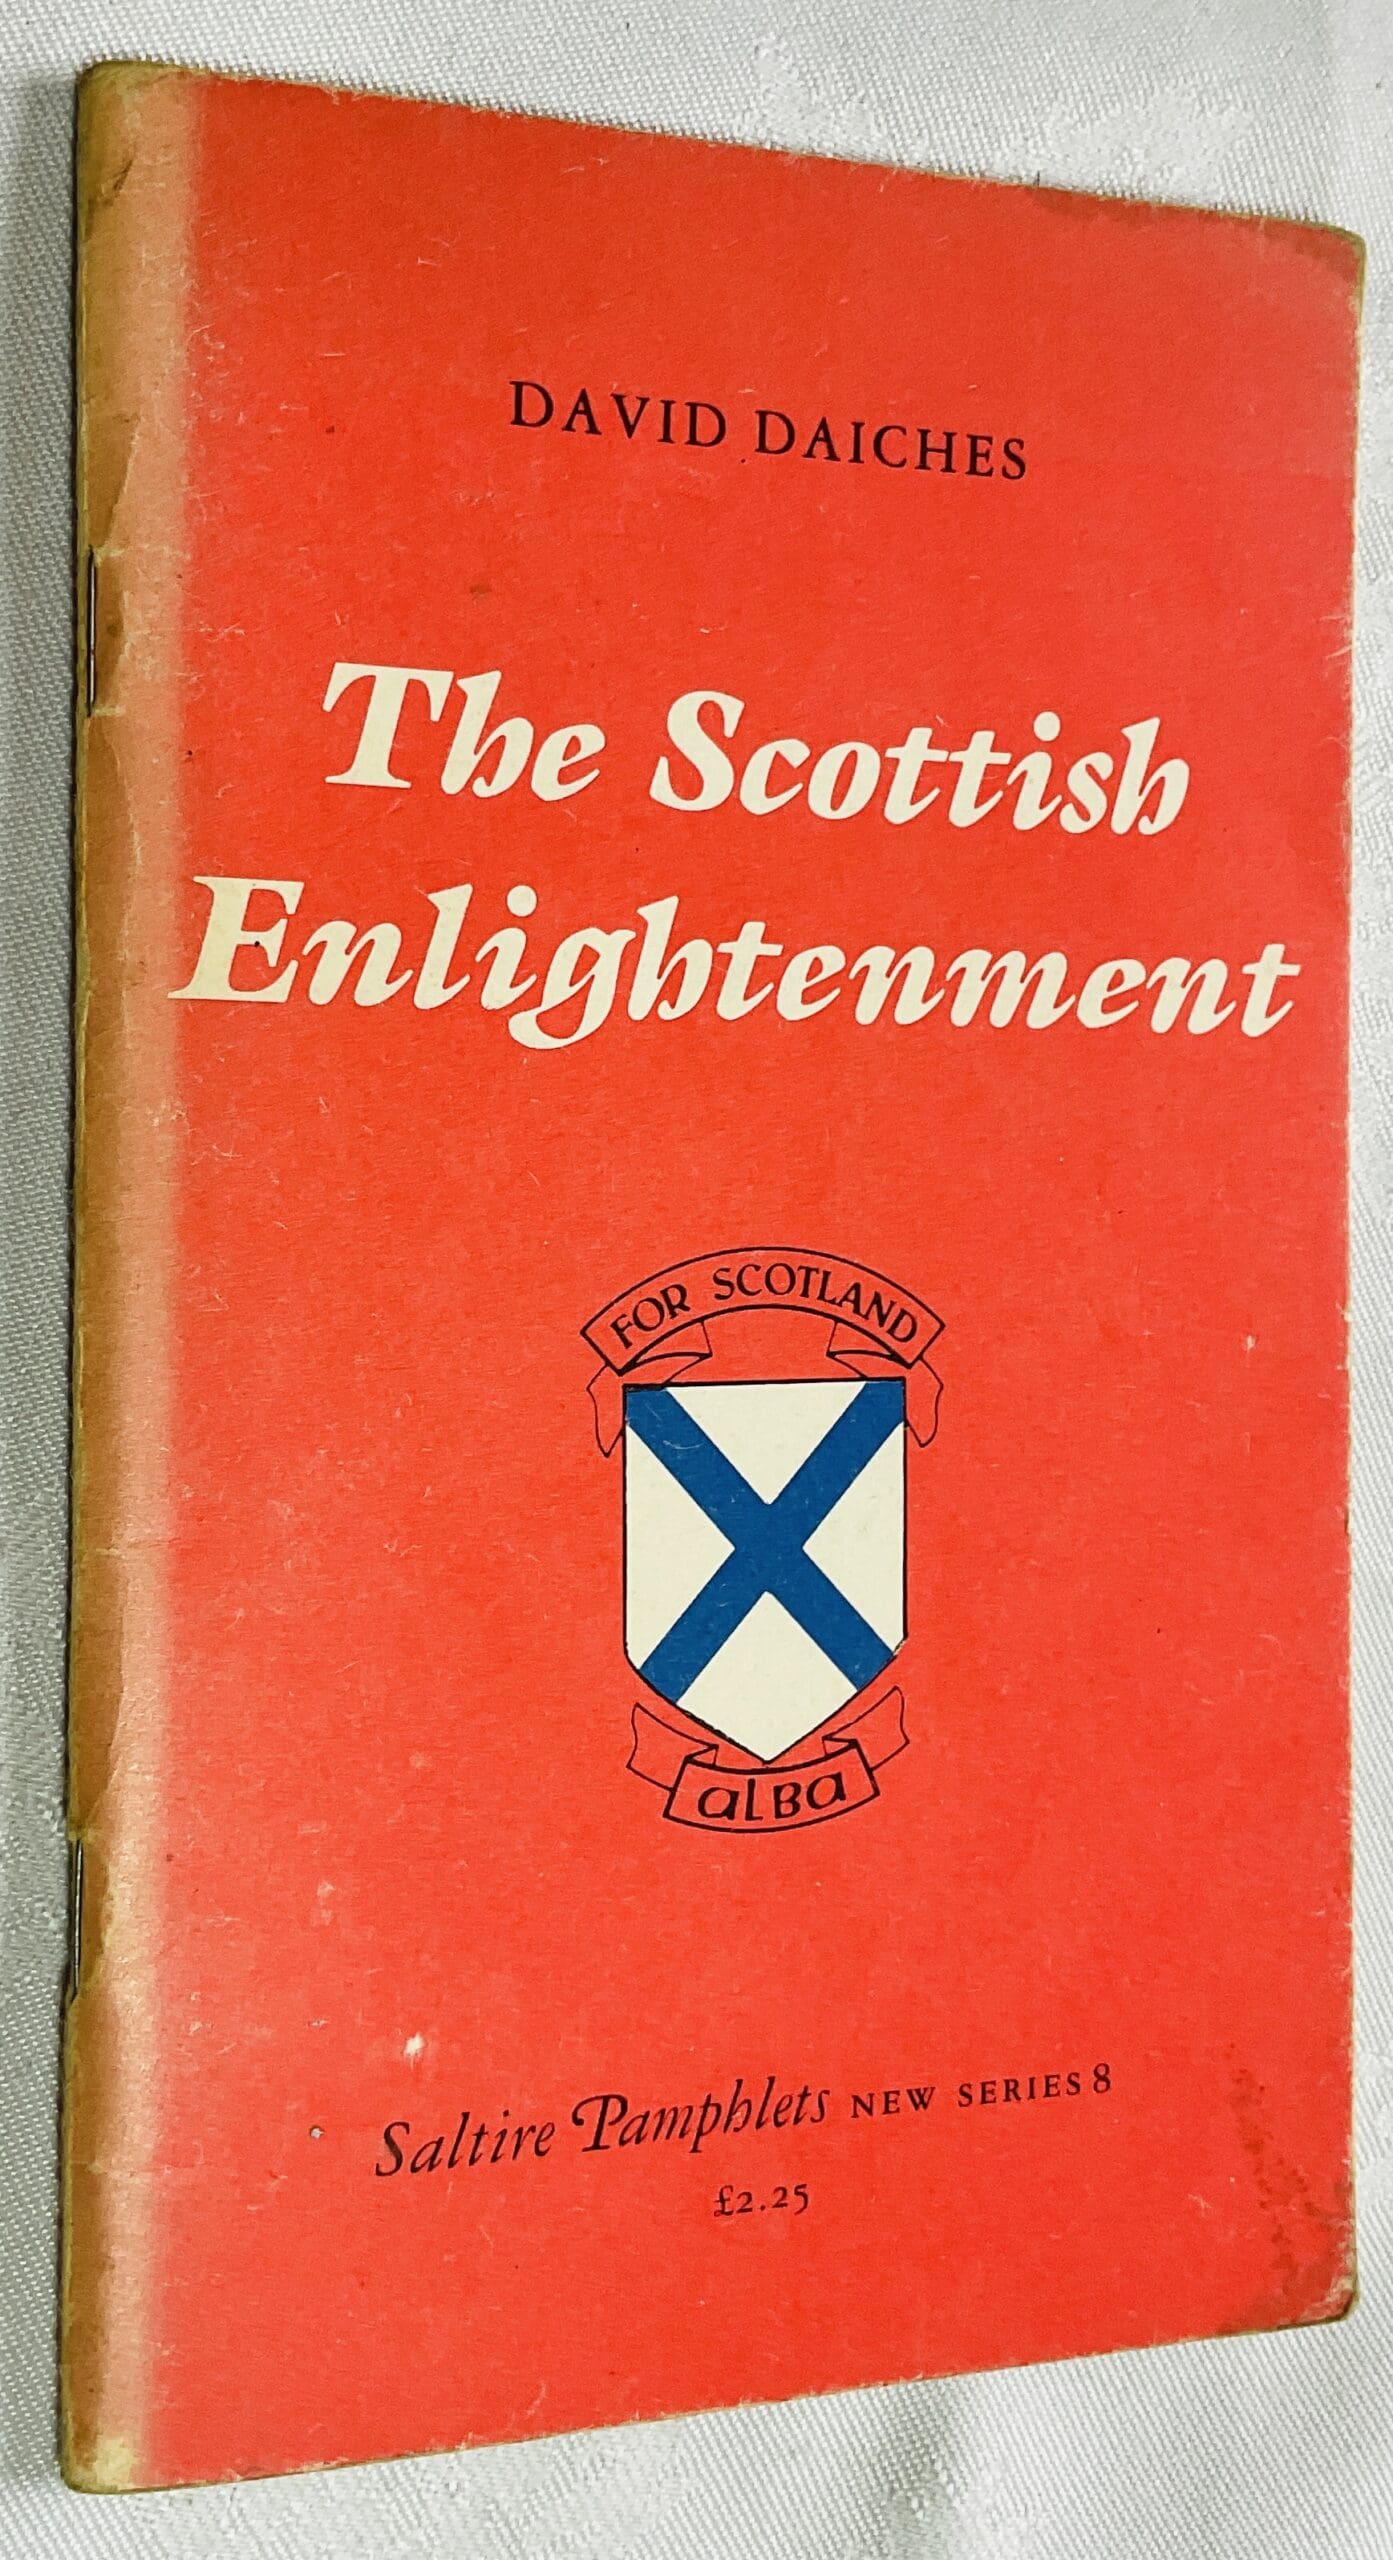 DAVID DAICHES
The Scottish
Enlightenment
FOR SCOTLAND
ALBA
Saltire Pamphlets NEW SERIES 8
£2.25